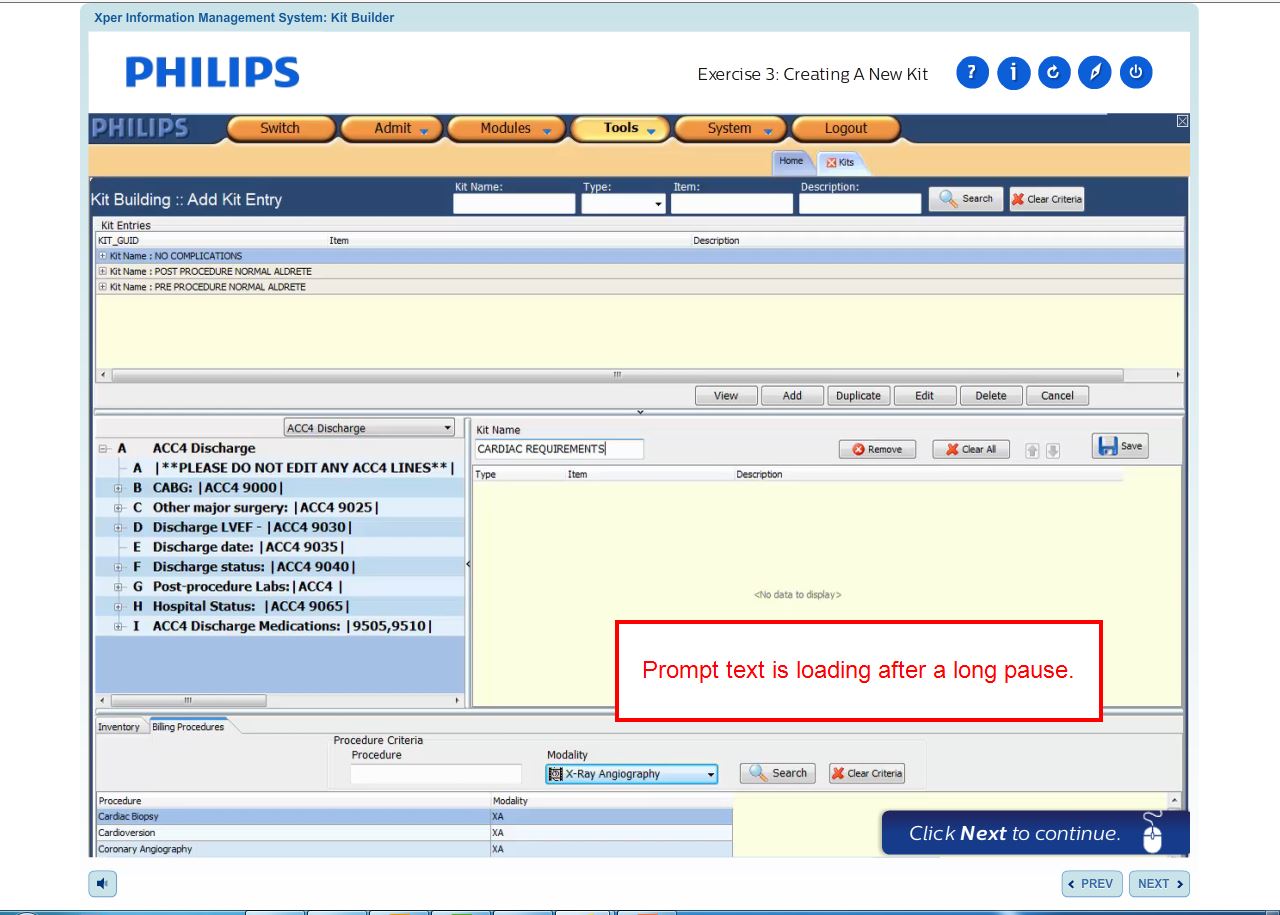 Xper Information Management System: Kit Builder
PHILIPS
Exercise 3: Creating A New Kit
PHILIPS
Switch Admit Modules Tools System Logout
Home Kits
Kit Building :: Add Kit Entry
Kit Name: Type: Item: Description:
Search Clear Criteria
Kit Entries
KIT_GUID Item Description
Kit Name : NO COMPLICATIONS
Kit Name : POST PROCEDURE NORMAL ALDRETE
Kit Name : PRE PROCEDURE NORMAL ALDRETE
View Add Duplicate Edit Delete Cancel
ACC4 Discharge
A ACC4 Discharge
A |**PLEASE DO NOT EDIT ANY ACC4 LINES**|
B CABG: |ACC4 9000|
C Other major surgery: |ACC4 9025|
D Discharge LVEF - |ACC4 9030|
E Discharge date: |ACC4 9035|
F Discharge status: |ACC4 9040|
G Post-procedure Labs:|ACC4 |
H Hospital Status: |ACC4 9065|
I ACC4 Discharge Medications: |9505,9510|
Kit Name
CARDIAC REQUIREMENTS
Remove Clear All Save
Type Item Description
<No data to display>
Prompt text is loading after a long pause.
Inventory Billing Procedures
Procedure Criteria
Procedure Modality
X-Ray Angiography
Search Clear Criteria
Procedure Modality
Cardiac Biopsy XA
Cardioversion XA
Coronary Angiography XA
Click Next to continue.
PREV NEXT